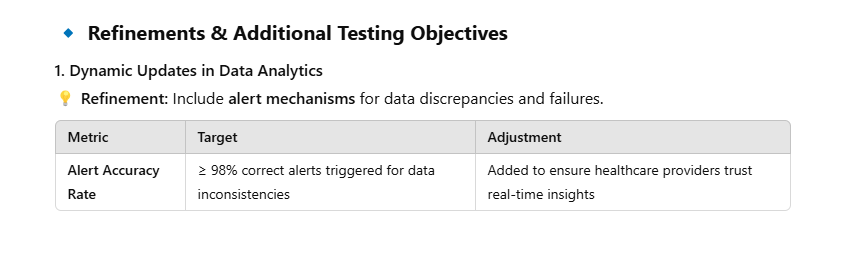 Refinements & Additional Testing Objectives
1. Dynamic Updates in Data Analytics
Refinement: Include alert mechanisms for data discrepancies and failures.
Metric Target Adjustment
Alert Accuracy ≥ 98% correct alerts triggered for data Added to ensure healthcare providers trust
Rate inconsistencies real-time insights